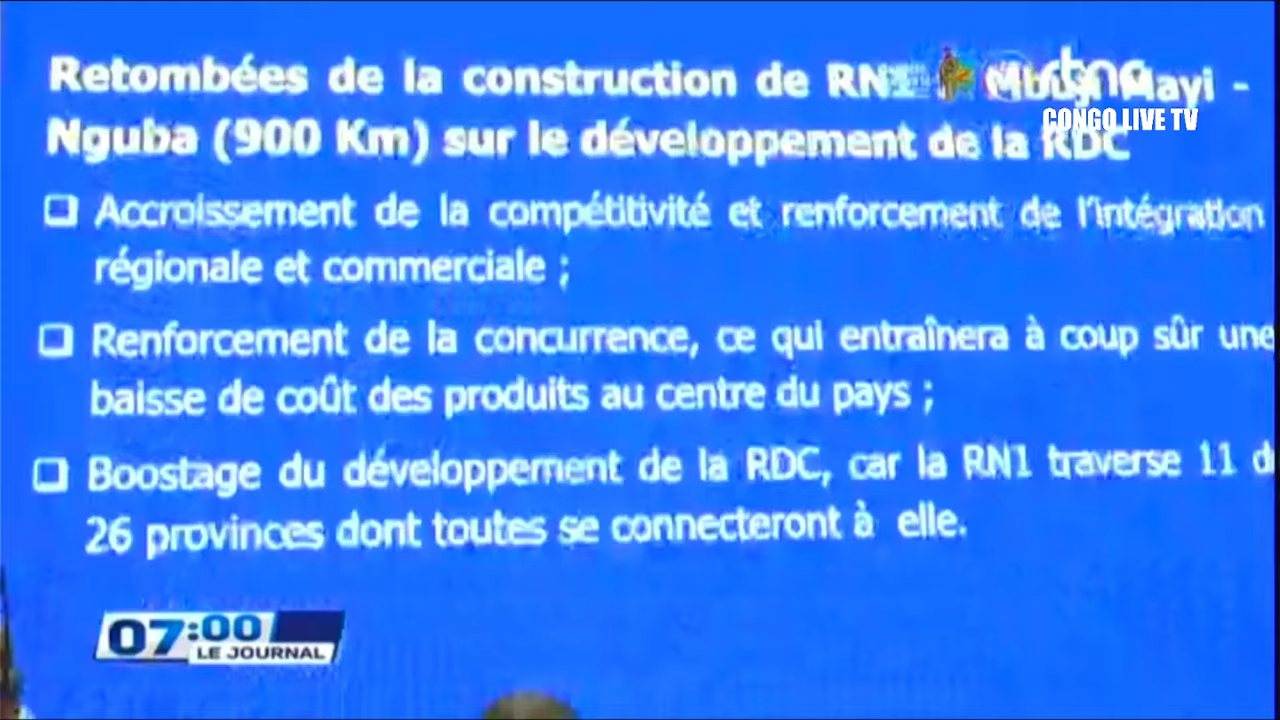 Retombées de la construction de RN1 Mbuji Mayi -
CONGO LIVE TV
Nguba (900 Km) sur le développement de la RDC
❑ Accroissement de la compétitivité et renforcement de l'intégration
régionale et commerciale ;
❑ Renforcement de la concurrence, ce qui entraînera à coup sûr une
baisse de coût des produits au centre du pays ;
❑ Boostage du développement de la RDC, car la RN1 traverse 11 d
26 provinces dont toutes se connecteront à elle.
07:00
LE JOURNAL